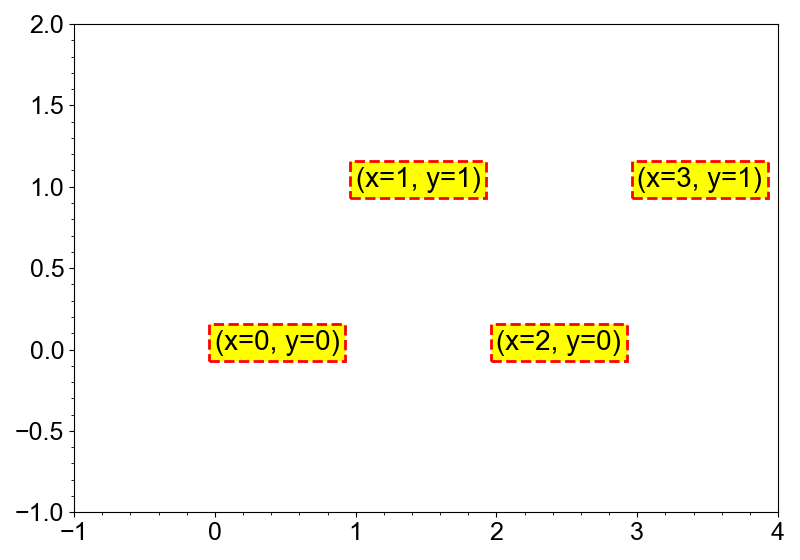 2.0
1.5
(x=1, y=1) (x=3, y=1)
1.0
0.5
(x=0, y=0) (x=2, y=0)
0.0
−0.5
−1.0
−1 0 1 2 3 4